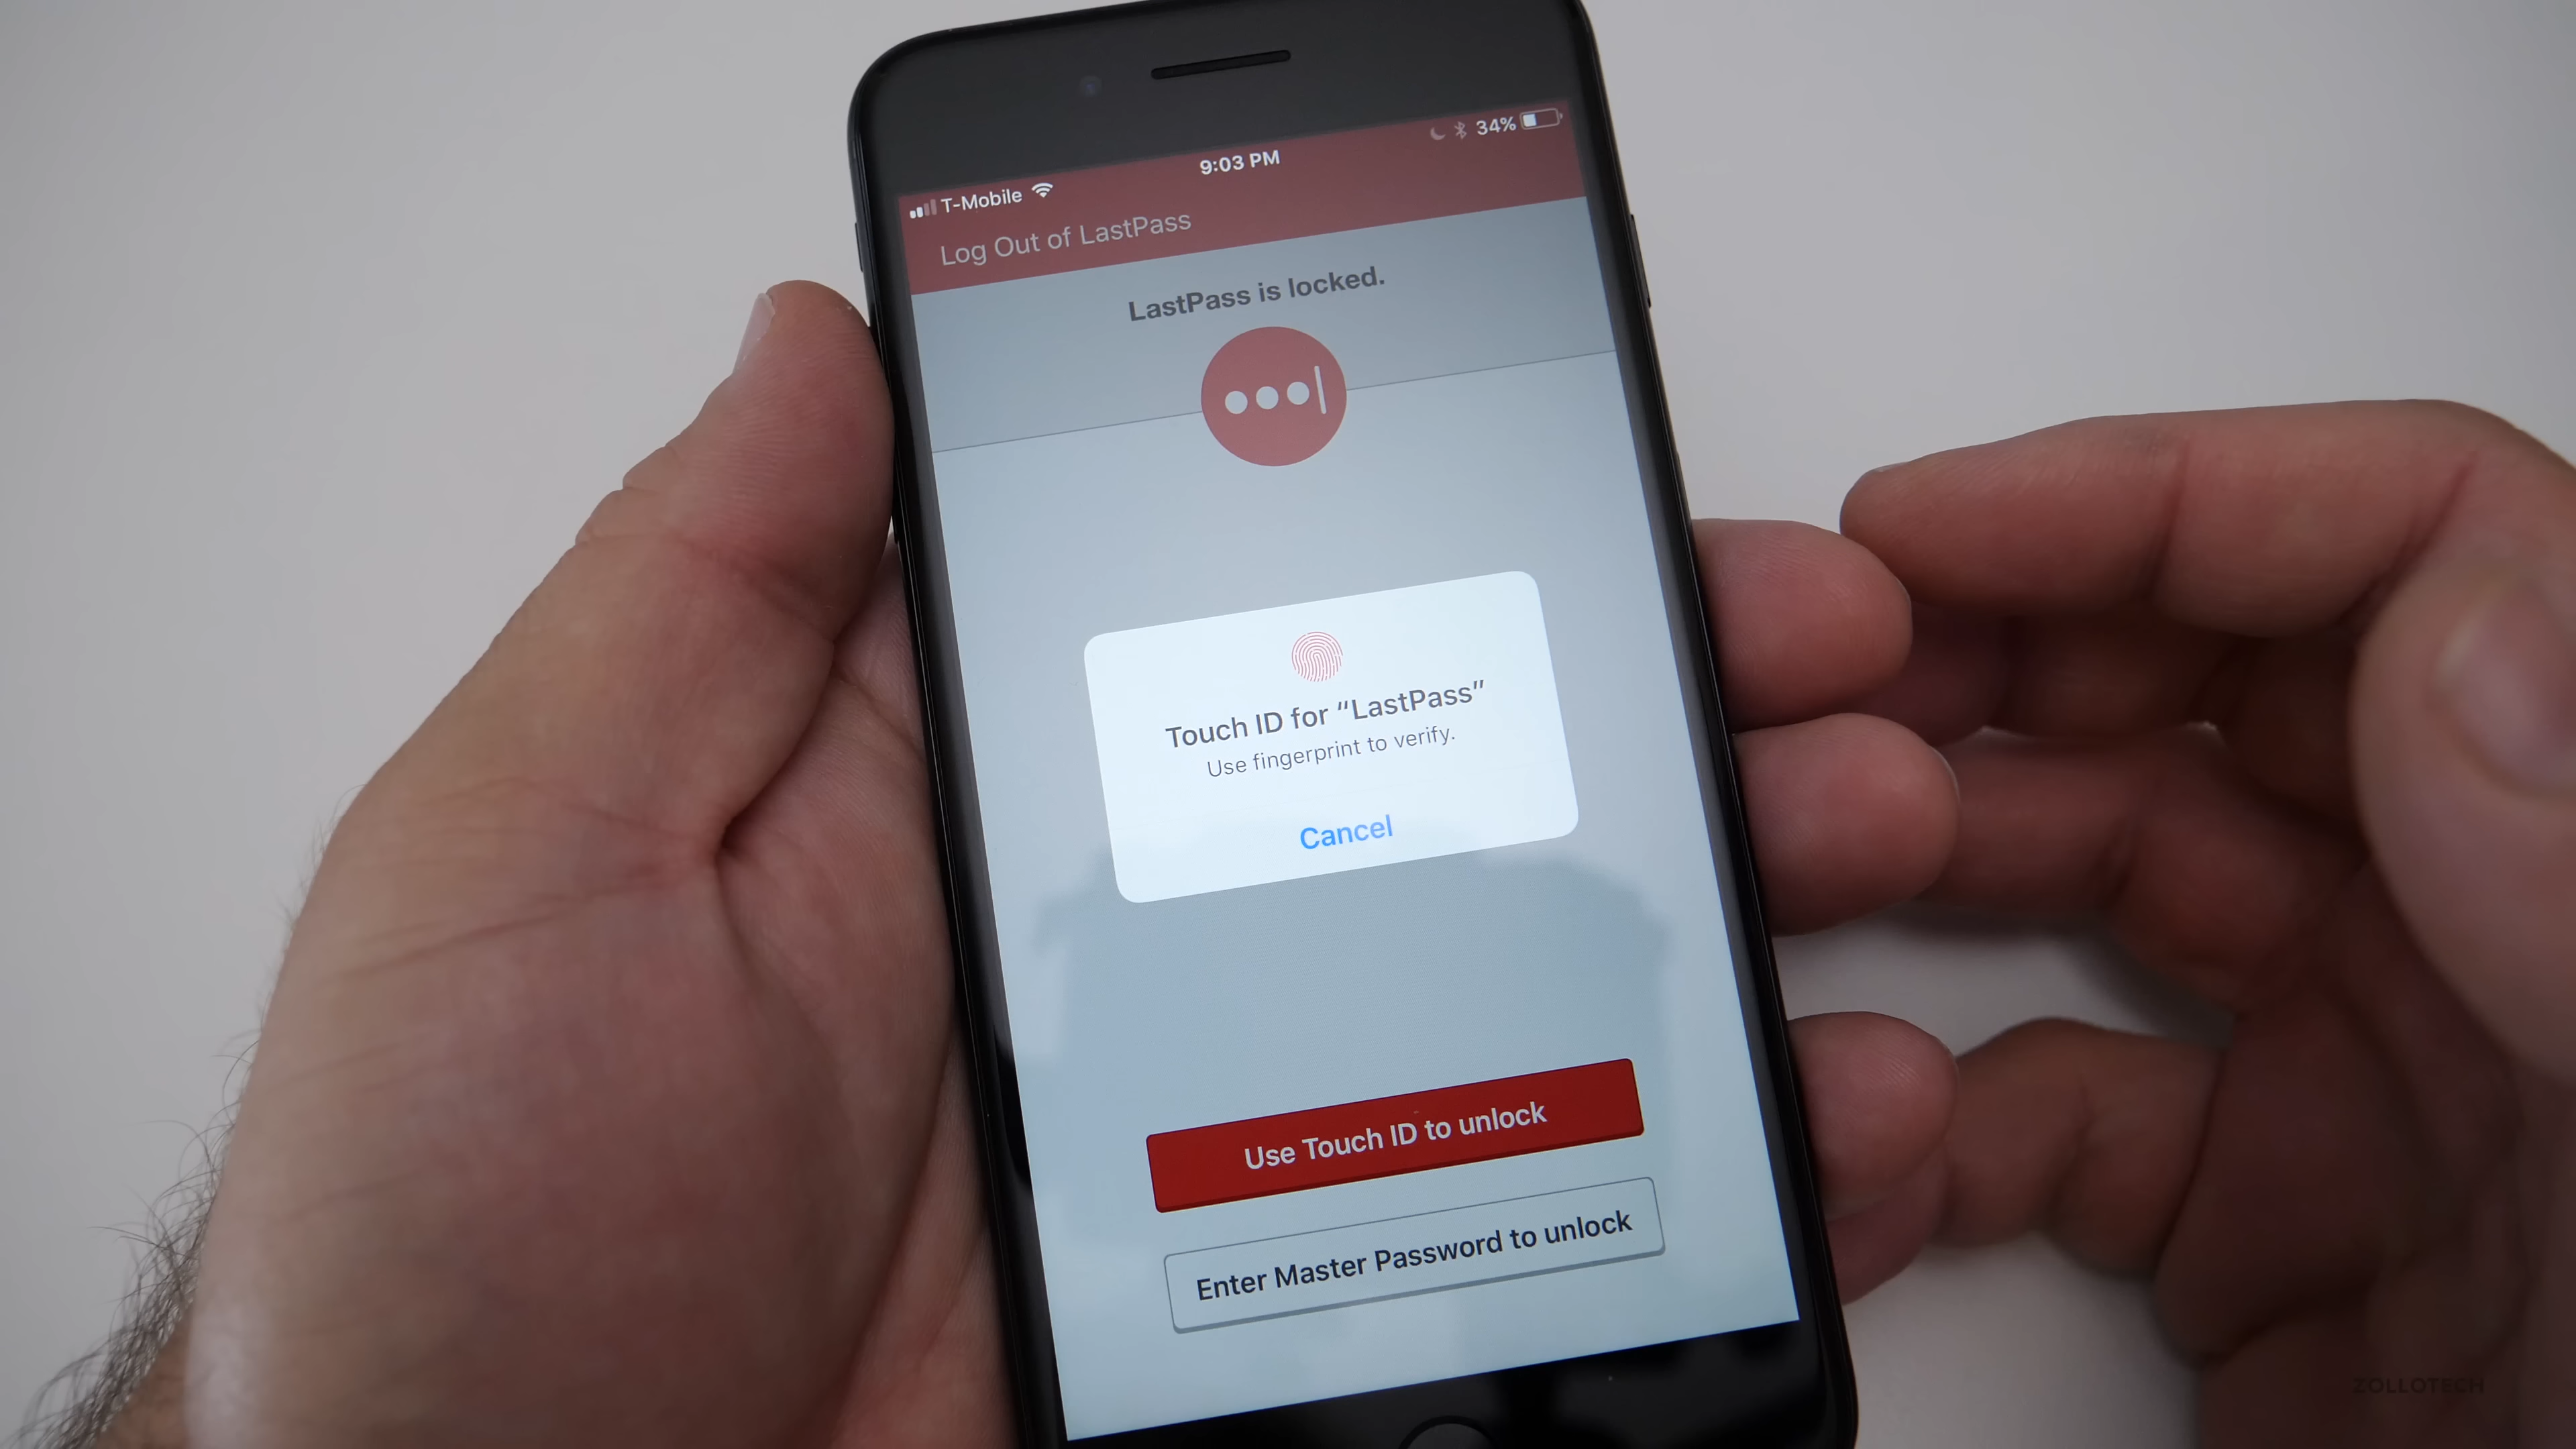 T-Mobile 9:03 PM 34%
Log Out of LastPass
LastPass is locked.
Touch ID for “LastPass”
Use fingerprint to verify.
Cancel
Use Touch ID to unlock
Enter Master Password to unlock
ZOLLOTECH